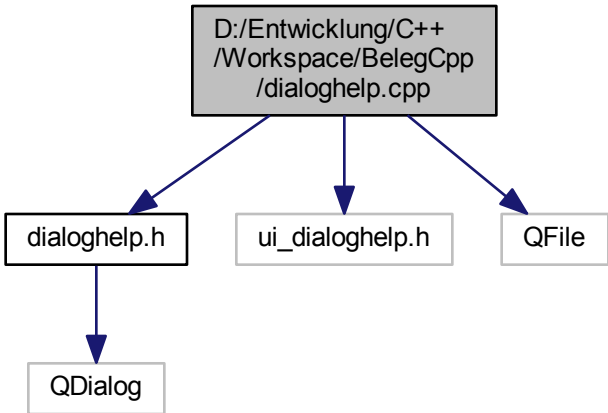 D:/Entwicklung/C++
/Workspace/BelegCpp
/dialoghelp.cpp
dialoghelp.h
ui_dialoghelp.h
QFile
QDialog